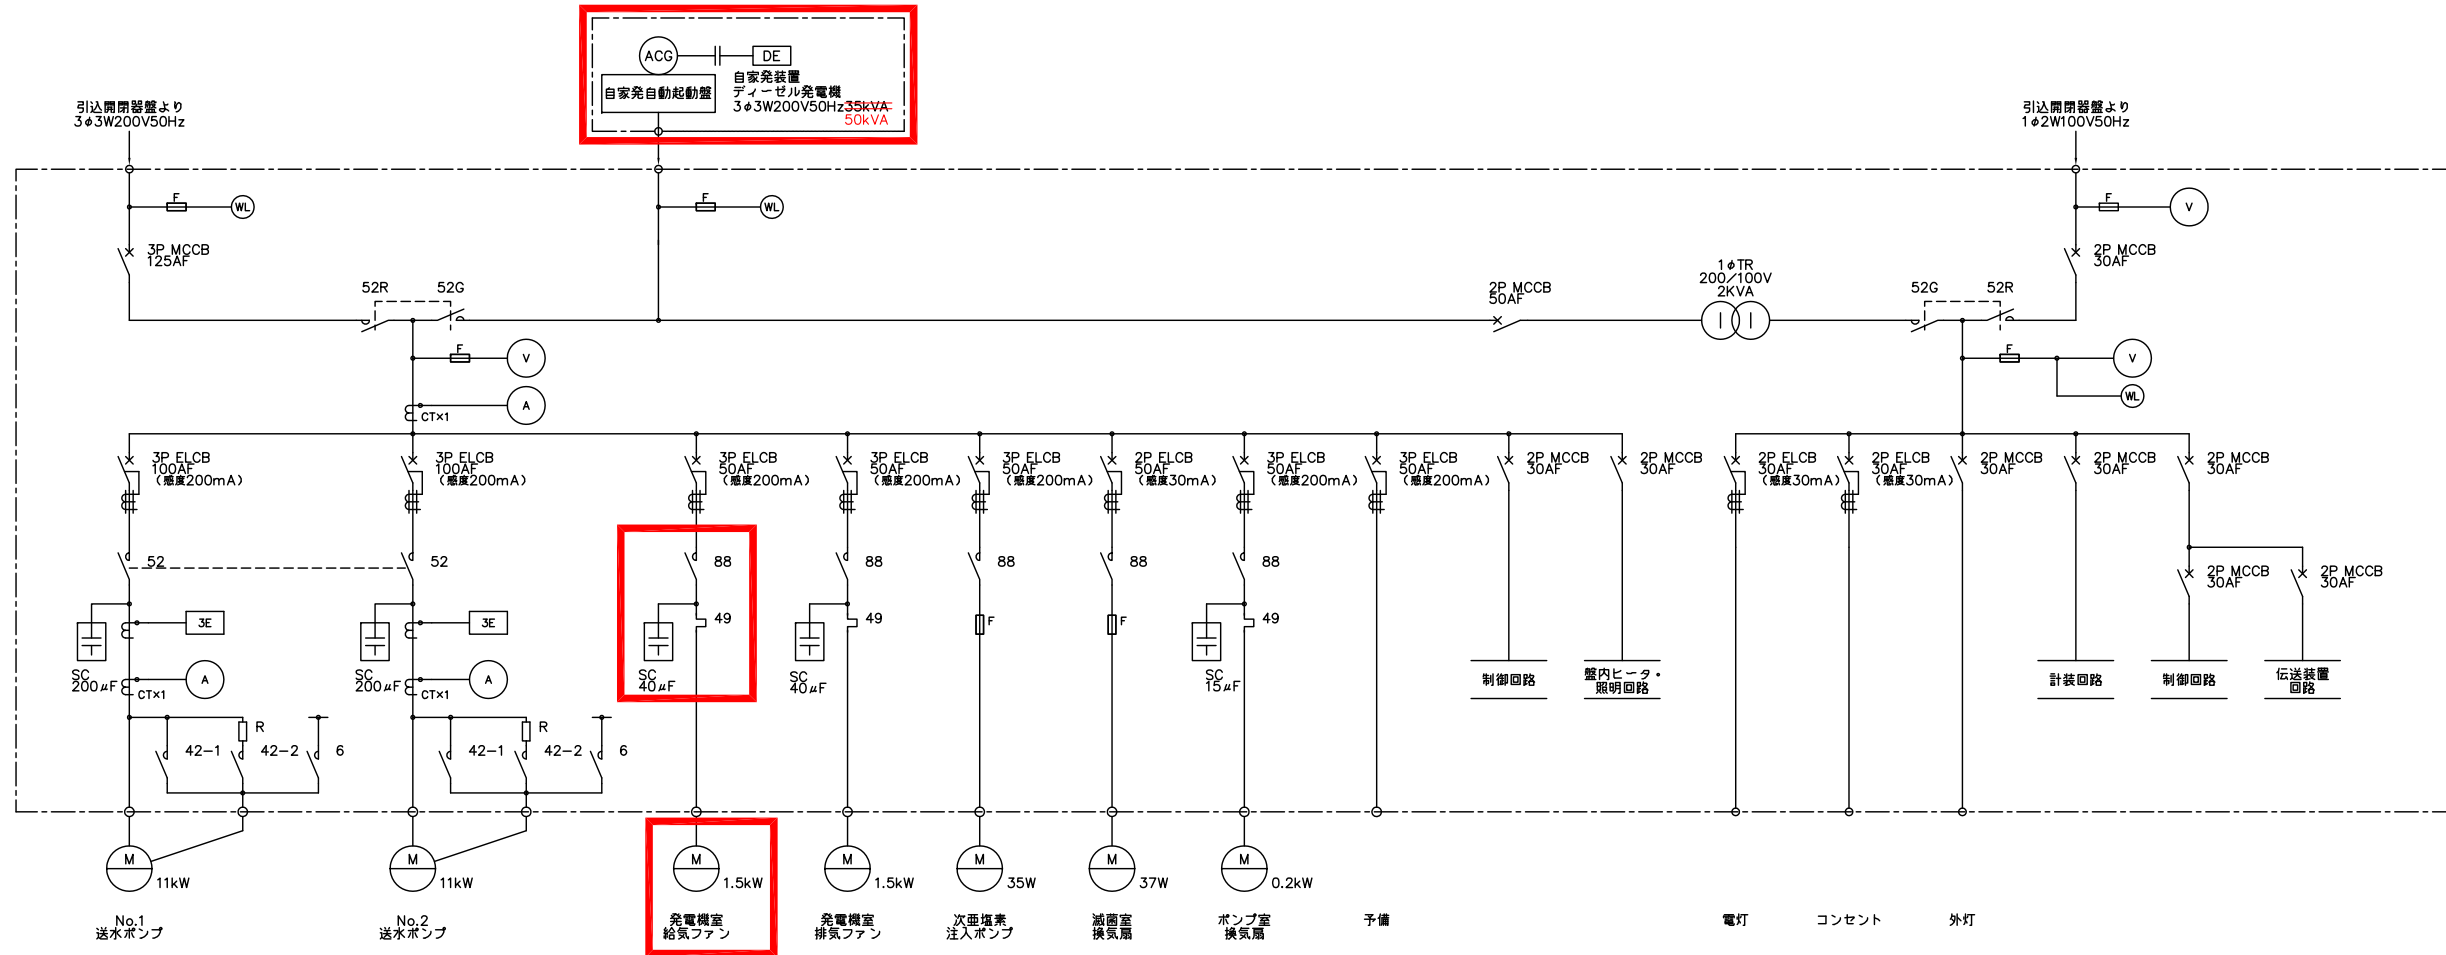 ACG
DE
自家発自動起動盤
自家発装置
ディーゼル発電機
3φ3W200V50Hz35kVA
50kVA
引込開閉器盤より
3φ3W200V50Hz
引込開閉器盤より
1φ2W100V50Hz
F
WL
F
WL
F
V
3P MCCB
125AF
2P MCCB
30AF
52R
52G
2P MCCB
50AF
1φTR
200/100V
2KVA
52G
52R
F
V
F
V
A
CT×1
WL
3P ELCB
100AF
(感度200mA)
3P ELCB
100AF
(感度200mA)
3P ELCB
50AF
(感度200mA)
3P ELCB
50AF
(感度200mA)
3P ELCB
50AF
(感度200mA)
2P ELCB
50AF
(感度30mA)
3P ELCB
50AF
(感度200mA)
3P ELCB
50AF
(感度200mA)
2P MCCB
30AF
2P MCCB
30AF
2P ELCB
30AF
(感度30mA)
2P ELCB
30AF
(感度30mA)
2P MCCB
30AF
2P MCCB
30AF
2P MCCB
30AF
52
52
88
88
88
88
88
2P MCCB
30AF
2P MCCB
30AF
3E
3E
49
49
F
F
49
SC
200μF
A
CT×1
SC
200μF
A
CT×1
SC
40μF
SC
40μF
SC
15μF
制御回路
盤内ヒータ・
照明回路
計装回路
制御回路
伝送装置
回路
R
42-1
42-2
6
R
42-1
42-2
6
M
11kW
M
11kW
M
1.5kW
M
1.5kW
M
35W
M
37W
M
0.2kW
No.1
送水ポンプ
No.2
送水ポンプ
発電機室
給気ファン
発電機室
排気ファン
次亜塩素
注入ポンプ
滅菌室
換気扇
ポンプ室
換気扇
予備
電灯
コンセント
外灯